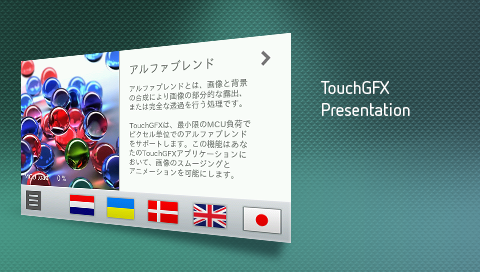 アルファブレンド
アルファブレンドとは、画像と背景
の合成により画像の部分的な露出、
または完全な透過を行う処理です。
TouchGFXは、最小限のMCU負荷で
ピクセル単位でのアルファブレンド
をサポートします。この機能はあな
たのTouchGFXアプリケーションに
おいて、画像のスムージングと
アニメーションを可能にします。
TouchGFX
Presentation